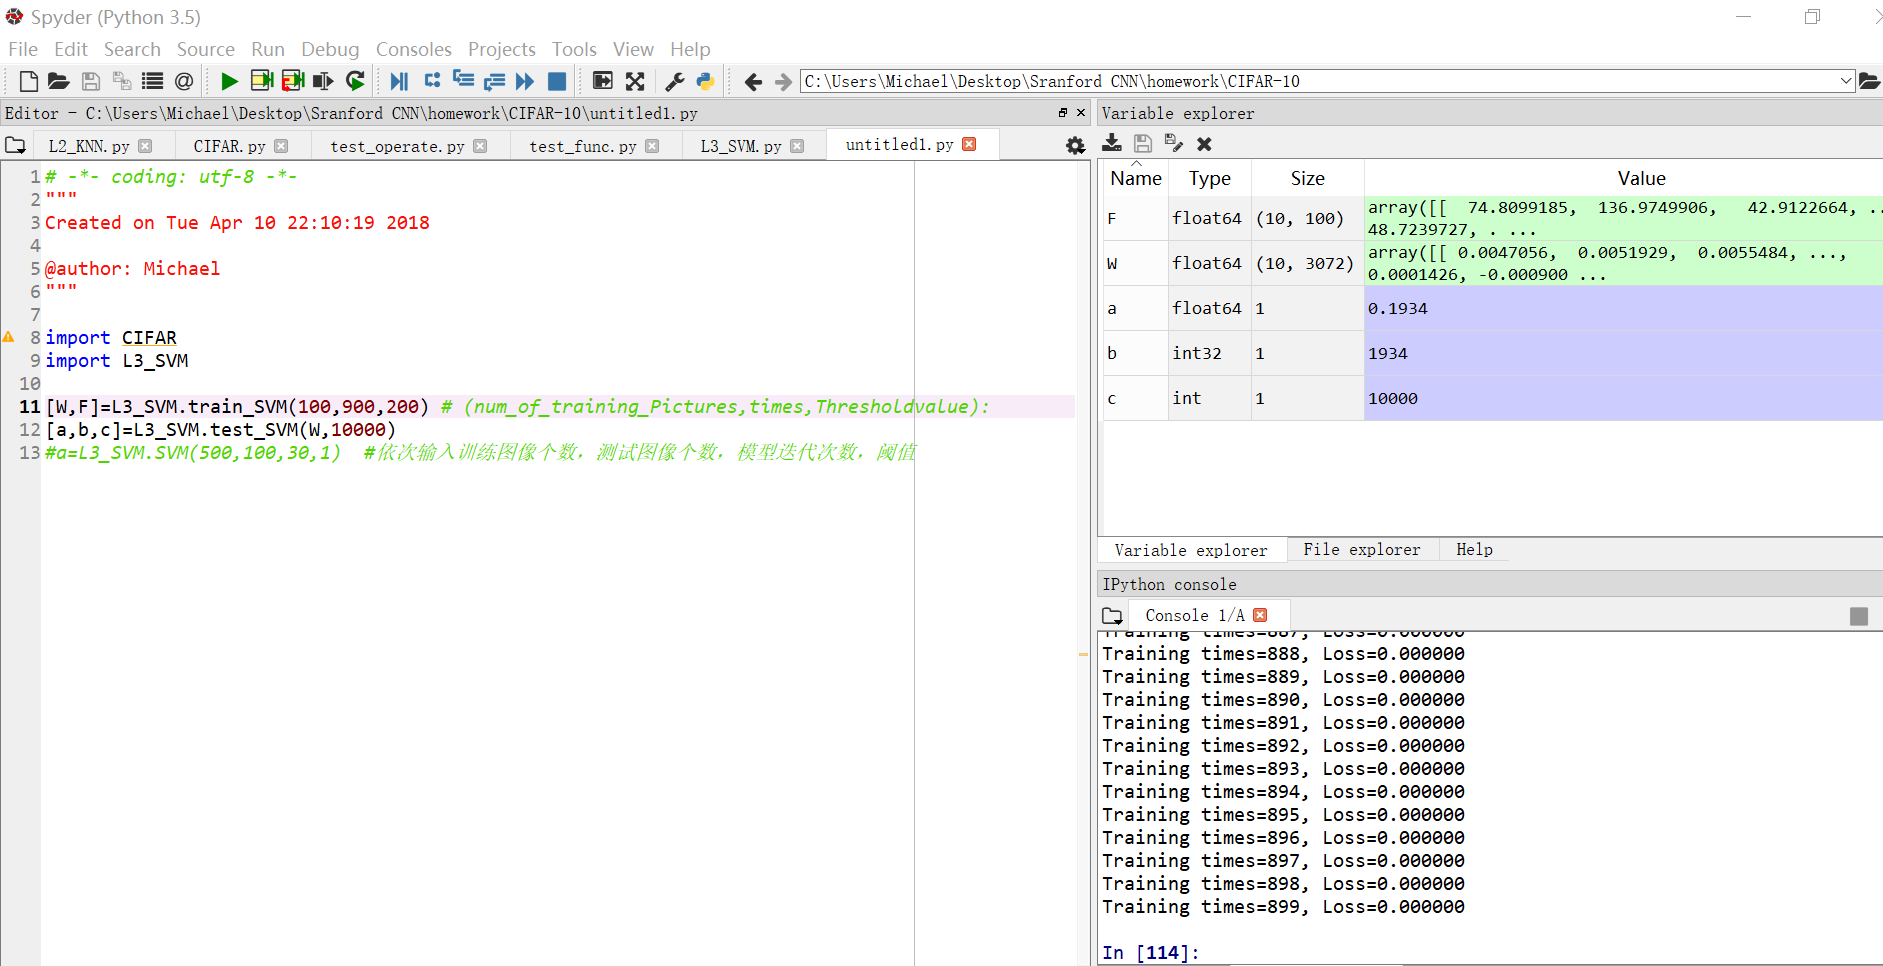 Spyder (Python 3.5)
File Edit Search Source Run Debug Consoles Projects Tools View Help
C:\Users\Michael\Desktop\Sranford CNN\homework\CIFAR-10
Editor - C:\Users\Michael\Desktop\Sranford CNN\homework\CIFAR-10\untitled1.py
L2_KNN.py CIFAR.py test_operate.py test_func.py L3_SVM.py untitled1.py
1 # -*- coding: utf-8 -*-
2 """
3 Created on Tue Apr 10 22:10:19 2018
4
5 @author: Michael
6 """
7
8 import CIFAR
9 import L3_SVM
10
11 [W,F]=L3_SVM.train_SVM(100,900,200) # (num_of_training_Pictures,times,Thresholdvalue):
12 [a,b,c]=L3_SVM.test_SVM(W,10000)
13 #a=L3_SVM.SVM(500,100,30,1)  #依次输入训练图像个数，测试图像个数，模型迭代次数，阈值
Variable explorer
Name Type Size Value
F float64 (10, 100) array([[ 74.8099185, 136.9749906, 42.9122664, ..
48.7239727, . ...
W float64 (10, 3072) array([[ 0.0047056, 0.0051929, 0.0055484, ...,
0.0001426, -0.000900 ...
a float64 1 0.1934
b int32 1 1934
c int 1 10000
Variable explorer File explorer Help
IPython console
Console 1/A
Training times=887, Loss=0.000000
Training times=888, Loss=0.000000
Training times=889, Loss=0.000000
Training times=890, Loss=0.000000
Training times=891, Loss=0.000000
Training times=892, Loss=0.000000
Training times=893, Loss=0.000000
Training times=894, Loss=0.000000
Training times=895, Loss=0.000000
Training times=896, Loss=0.000000
Training times=897, Loss=0.000000
Training times=898, Loss=0.000000
Training times=899, Loss=0.000000
In [114]: